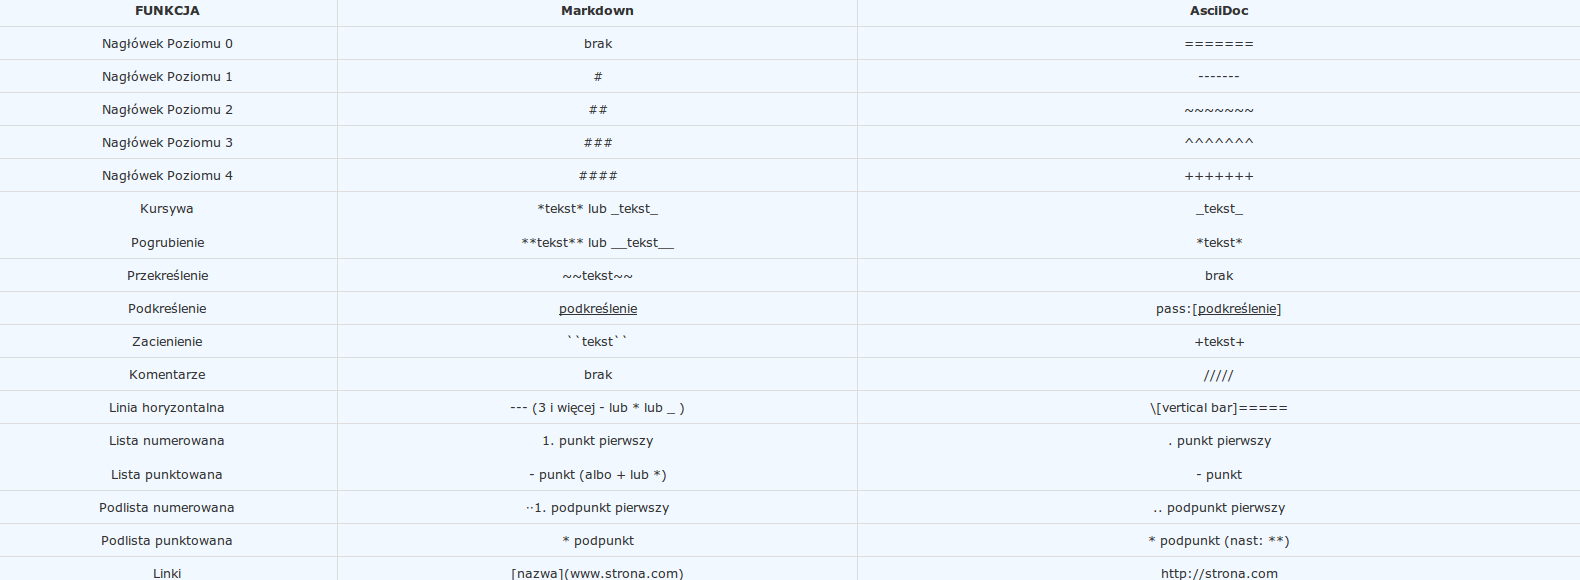 FUNKCJA Markdown AsciiDoc
Nagłówek Poziomu 0 brak =======
Nagłówek Poziomu 1 # -------
Nagłówek Poziomu 2 ## ~~~~~~~
Nagłówek Poziomu 3 ### ^^^^^^^
Nagłówek Poziomu 4 #### +++++++
Kursywa *tekst* lub _tekst_ _tekst_
Pogrubienie **tekst** lub __tekst__ *tekst*
Przekreślenie ~~tekst~~ brak
Podkreślenie podkreślenie pass:[podkreślenie]
Zacienienie ``tekst`` +tekst+
Komentarze brak /////
Linia horyzontalna --- (3 i więcej - lub * lub _ ) \[vertical bar]=====
Lista numerowana 1. punkt pierwszy . punkt pierwszy
Lista punktowana - punkt (albo + lub *) - punkt
Podlista numerowana ··1. podpunkt pierwszy .. podpunkt pierwszy
Podlista punktowana * podpunkt * podpunkt (nast: **)
Linki [nazwa](www.strona.com) http://strona.com